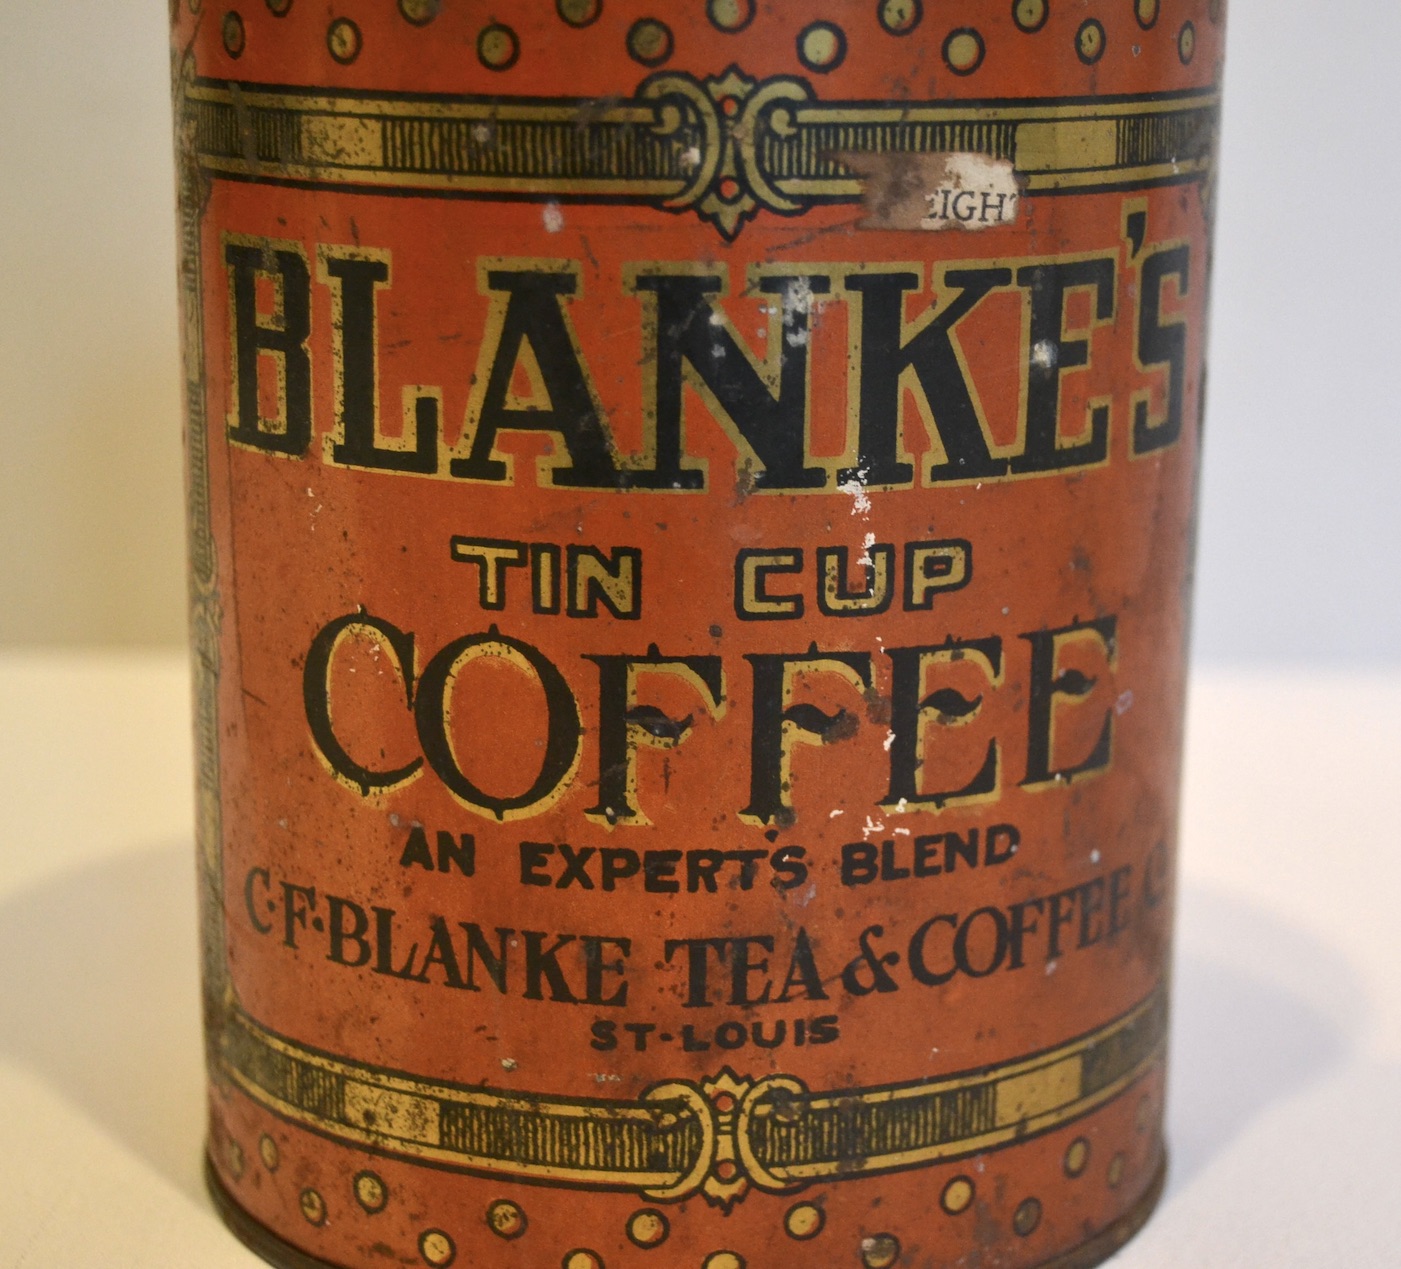 BLANKE'S
TIN CUP
COFFEE
AN EXPERT'S BLEND
C·F·BLANKE TEA & COFFEE
ST·LOUIS